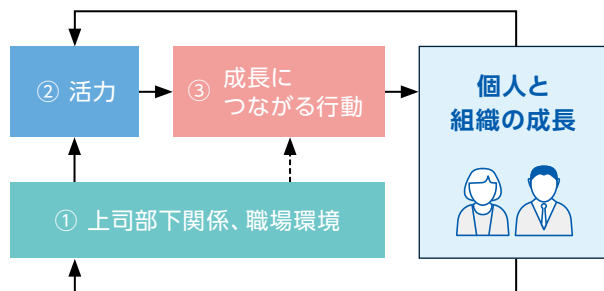 ② 活力
③ 成長に
つながる行動
個人と
組織の成長
① 上司部下関係、職場環境